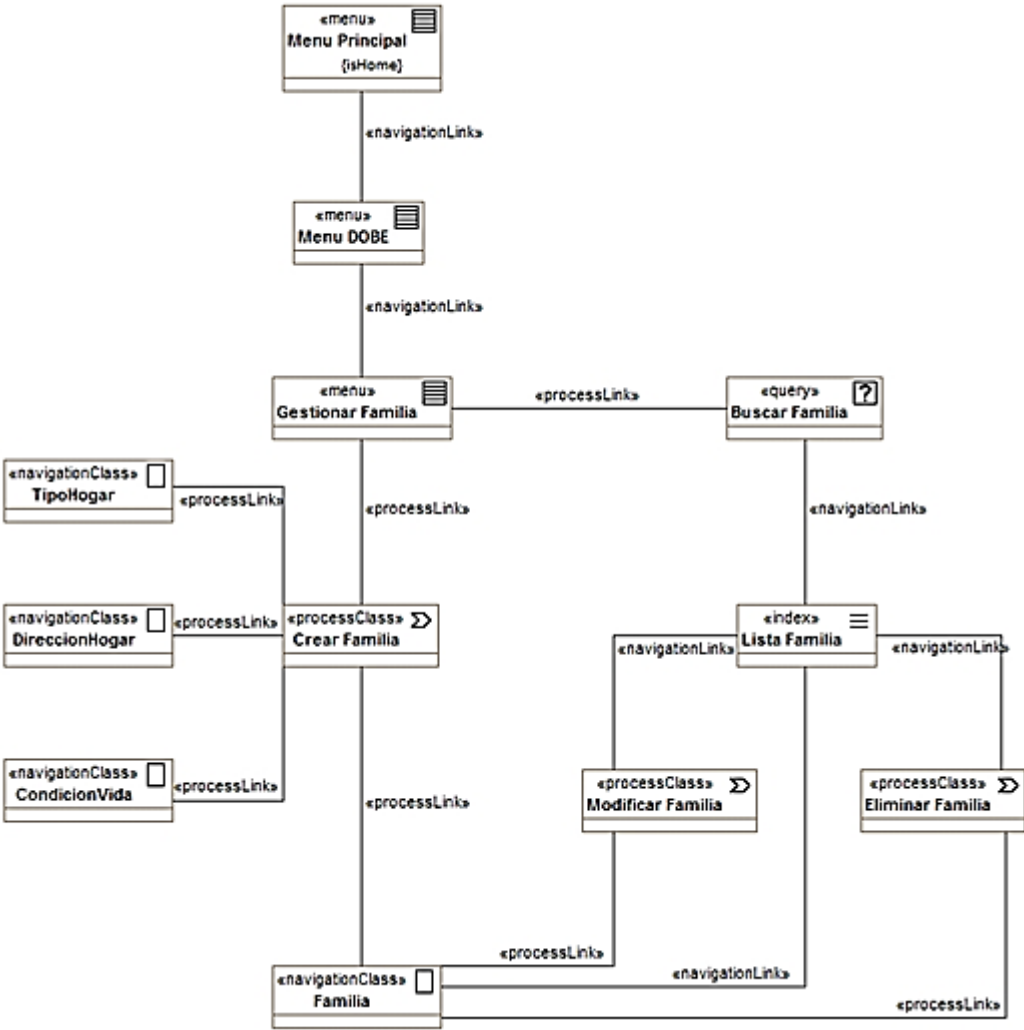 «menu»
Menu Principal
{isHome}
«navigationLink»
«menu»
Menu DOBE
«navigationLink»
«menu»
Gestionar Familia
«processLink»
«query»
?
Buscar Familia
«navigationClass»
TipoHogar
«processLink»
«processLink»
«navigationLink»
«navigationClass»
DireccionHogar
«processLink»
«processClass»
Crear Familia
«index»
Lista Familia
«navigationLink»
«navigationLink»
«navigationClass»
CondicionVida
«processLink»
«processLink»
«processClass»
Modificar Familia
«processClass»
Eliminar Familia
«processLink»
«navigationClass»
Familia
«navigationLink»
«processLink»